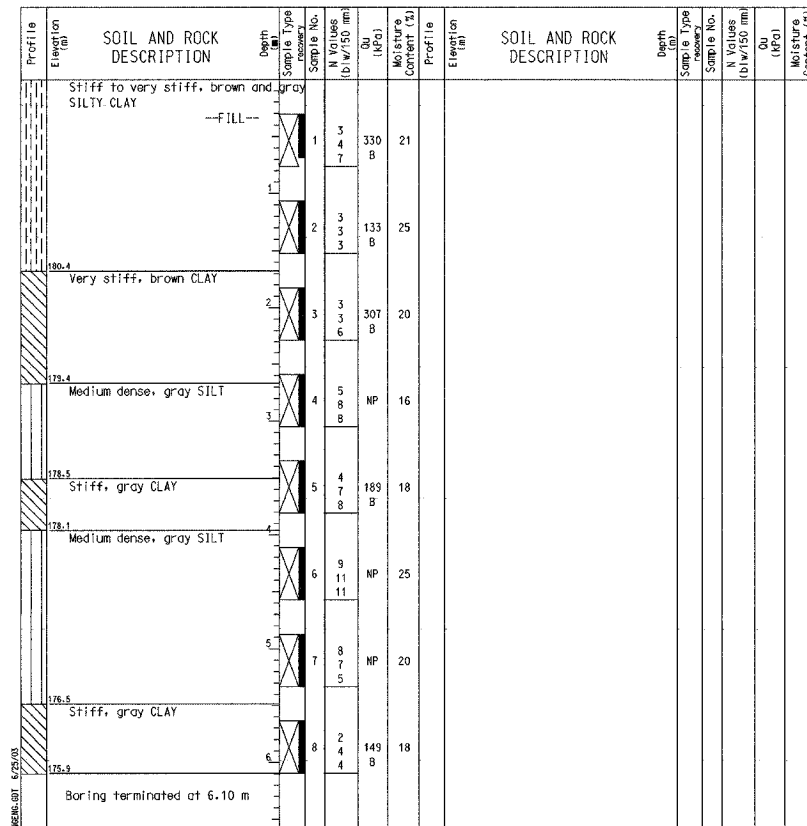 Profile
Elevation (m)
SOIL AND ROCK DESCRIPTION
Depth (m)
Sample Type recovery
Sample No.
N Values (blw/150 mm)
Qu (kPa)
Moisture Content (%)
Profile
Elevation (m)
SOIL AND ROCK DESCRIPTION
Depth (m)
Sample Type recovery
Sample No.
N Values (blw/150 mm)
Qu (kPa)
Moisture Content (%)
Stiff to very stiff, brown and gray
SILTY CLAY
--FILL--
1 3 4 7 330 B 21
1
2 3 3 3 133 B 25
180.4
Very stiff, brown CLAY
2
3 3 3 6 307 B 20
179.4
Medium dense, gray SILT
4 5 8 8 NP 16
3
178.5
Stiff, gray CLAY
5 4 7 8 189 B 18
178.1
4
Medium dense, gray SILT
6 9 11 11 NP 25
5
7 8 7 5 NP 20
176.5
Stiff, gray CLAY
8 2 4 4 149 B 18
6
175.9
Boring terminated at 6.10 m
6/25/03